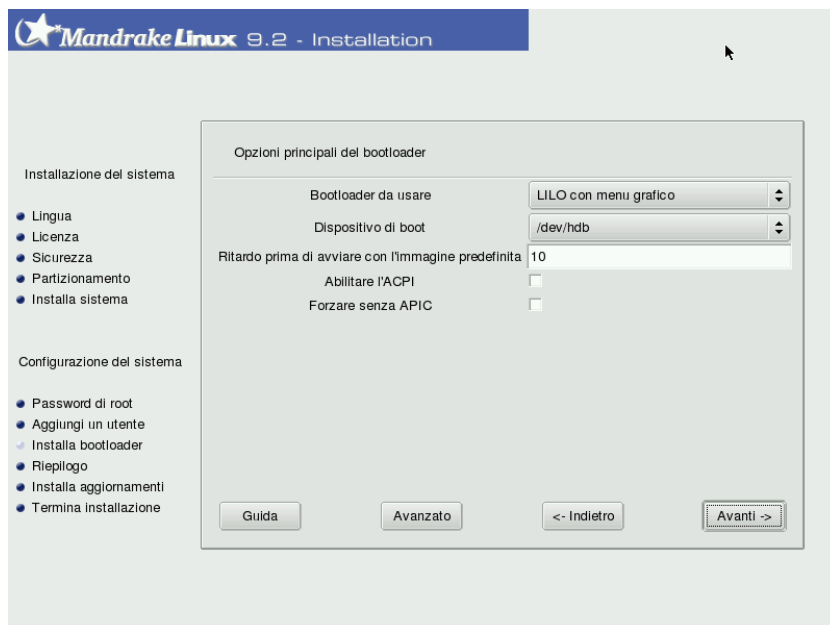 MandrakeLinux 9.2 - Installation
Installazione del sistema
Lingua
Licenza
Sicurezza
Partizionamento
Installa sistema
Configurazione del sistema
Password di root
Aggiungi un utente
Installa bootloader
Riepilogo
Installa aggiornamenti
Termina installazione
Opzioni principali del bootloader
Bootloader da usare LILO con menu grafico
Dispositivo di boot /dev/hdb
Ritardo prima di avviare con l'immagine predefinita 10
Abilitare l'ACPI
Forzare senza APIC
Guida Avanzato <- Indietro Avanti ->